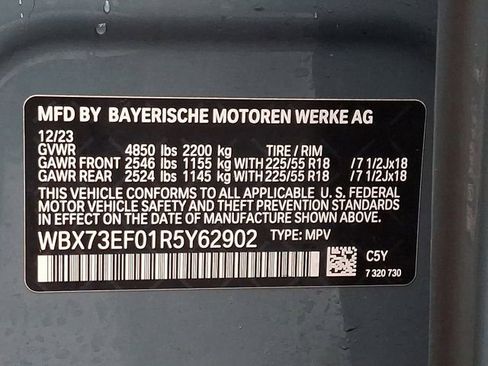 MFD BY BAYERISCHE MOTOREN WERKE AG
12/23
GVWR 4850 lbs 2200 kg TIRE / RIM
GAWR FRONT 2546 lbs 1155 kg WITH 225/55 R18 /7 1/2Jx18
GAWR REAR 2524 lbs 1145 kg WITH 225/55 R18 /7 1/2Jx18
THIS VEHICLE CONFORMS TO ALL APPLICABLE U. S. FEDERAL
MOTOR VEHICLE SAFETY AND THEFT PREVENTION STANDARDS
IN EFFECT ON THE DATE OF MANUFACTURE SHOWN ABOVE.
WBX73EF01R5Y62902 TYPE: MPV
C5Y
7 320 730